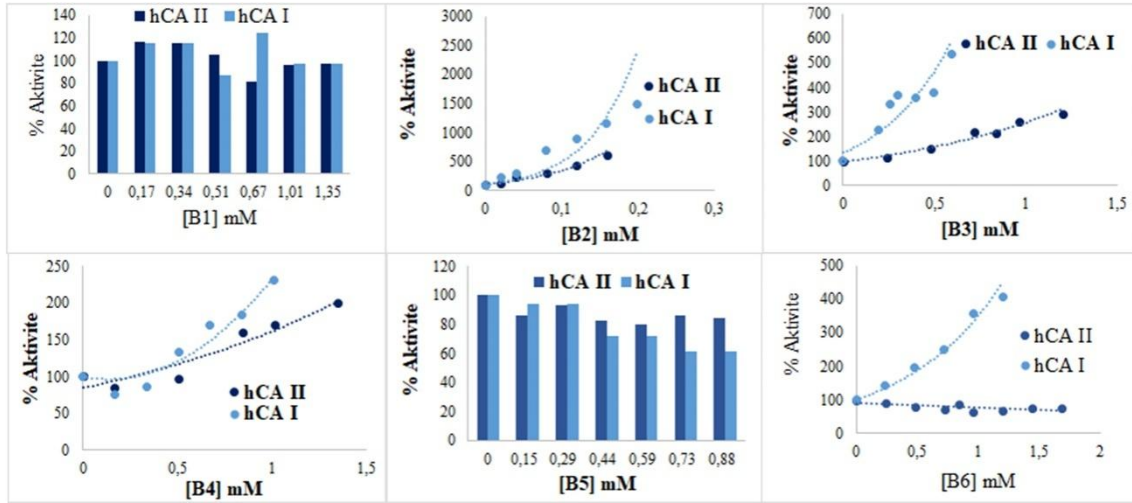 hCA II hCA I
140
120
100
80
60
40
20
0
% Aktivite
0 0,17 0,34 0,51 0,67 1,01 1,35
[B1] mM
3000
2500
2000
1500
1000
500
0
% Aktivite
hCA II
hCA I
0 0,1 0,2 0,3
[B2] mM
700
600
500
400
300
200
100
0
% Aktivite
hCA II hCA I
0 0,5 1 1,5
[B3] mM
250
200
150
100
50
0
% Aktivite
hCA II
hCA I
0 0,5 1 1,5
[B4] mM
120
100
80
60
40
20
0
% Aktivite
hCA II hCA I
0 0,15 0,29 0,44 0,59 0,73 0,88
[B5] mM
500
400
300
200
100
0
% Aktivite
hCA II
hCA I
0 0,5 1 1,5 2
[B6] mM